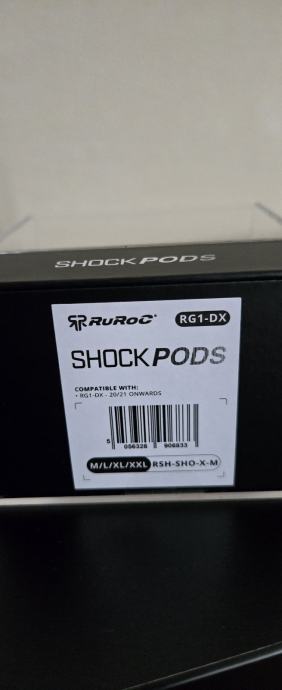 SHOCKPODS
RUROC RG1-DX
SHOCKPODS
COMPATIBLE WITH:
• RG1-DX - 20/21 ONWARDS
5 056328 906833
M/L/XL/XXL RSH-SHO-X-M